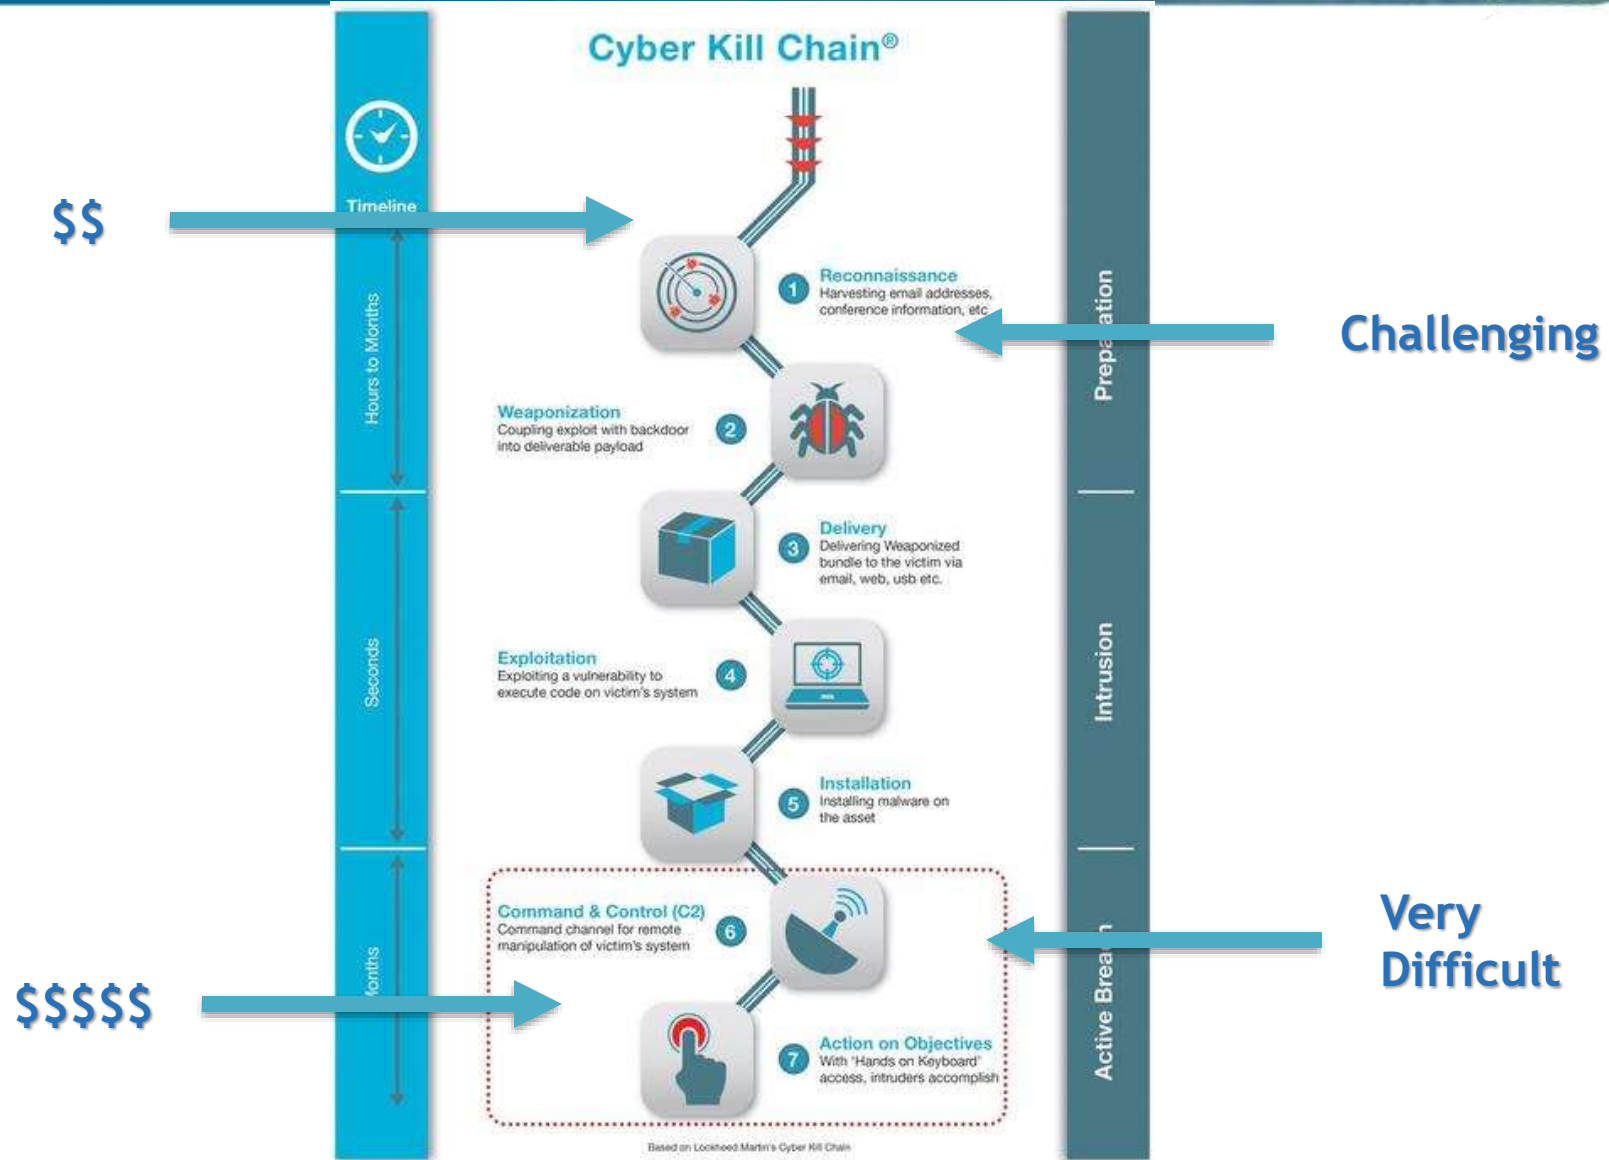 Cyber Kill Chain®
Timeline
$$
Hours to Months
1
Reconnaissance
Harvesting email addresses,
conference information, etc
Preparation
Challenging
Weaponization
Coupling exploit with backdoor
into deliverable payload
2
3
Delivery
Delivering Weaponized
bundle to the victim via
email, web, usb etc.
Seconds
Intrusion
Exploitation
Exploiting a vulnerability to
execute code on victim's system
4
5
Installation
Installing malware on
the asset
Command & Control (C2)
Command channel for remote
manipulation of victim's system
6
Very
Difficult
Months
Active Breach
$$$$$
7
Action on Objectives
With 'Hands on Keyboard'
access, intruders accomplish
Based on Lockheed Martin's Cyber Kill Chain